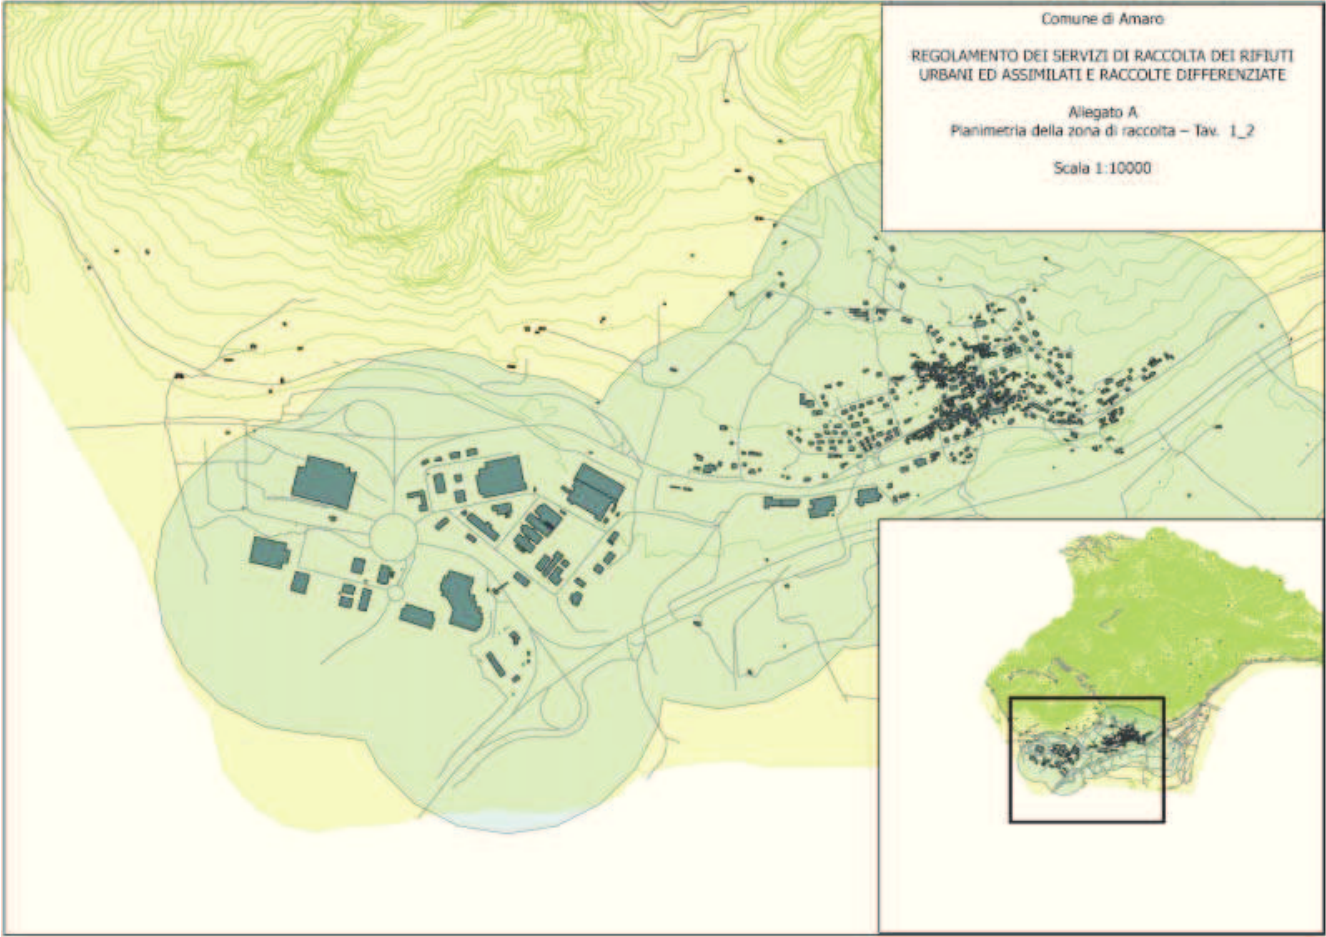 Comune di Amaro
REGOLAMENTO DEI SERVIZI DI RACCOLTA DEI RIFIUTI
URBANI ED ASSIMILATI E RACCOLTE DIFFERENZIATE
Allegato A
Planimetria della zona di raccolta – Tav. 1_2
Scala 1:10000